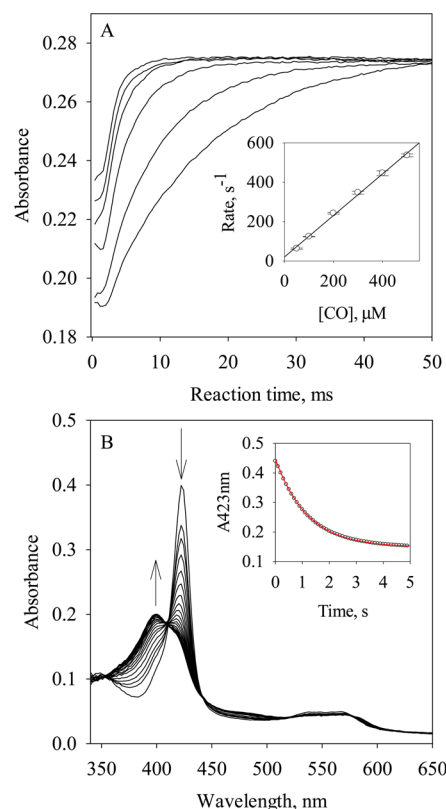 A
0.28
0.26
0.24
0.22
0.20
0.18
Absorbance
0 10 20 30 40 50
Reaction time, ms
600
400
200
0
Rate, s-1
0 200 400
[CO], µM
B
0.5
0.4
0.3
0.2
0.1
0.0
Absorbance
350 400 450 500 550 600 650
Wavelength, nm
0.5
0.4
0.3
0.2
0.1
A423nm
0 1 2 3 4 5
Time, s